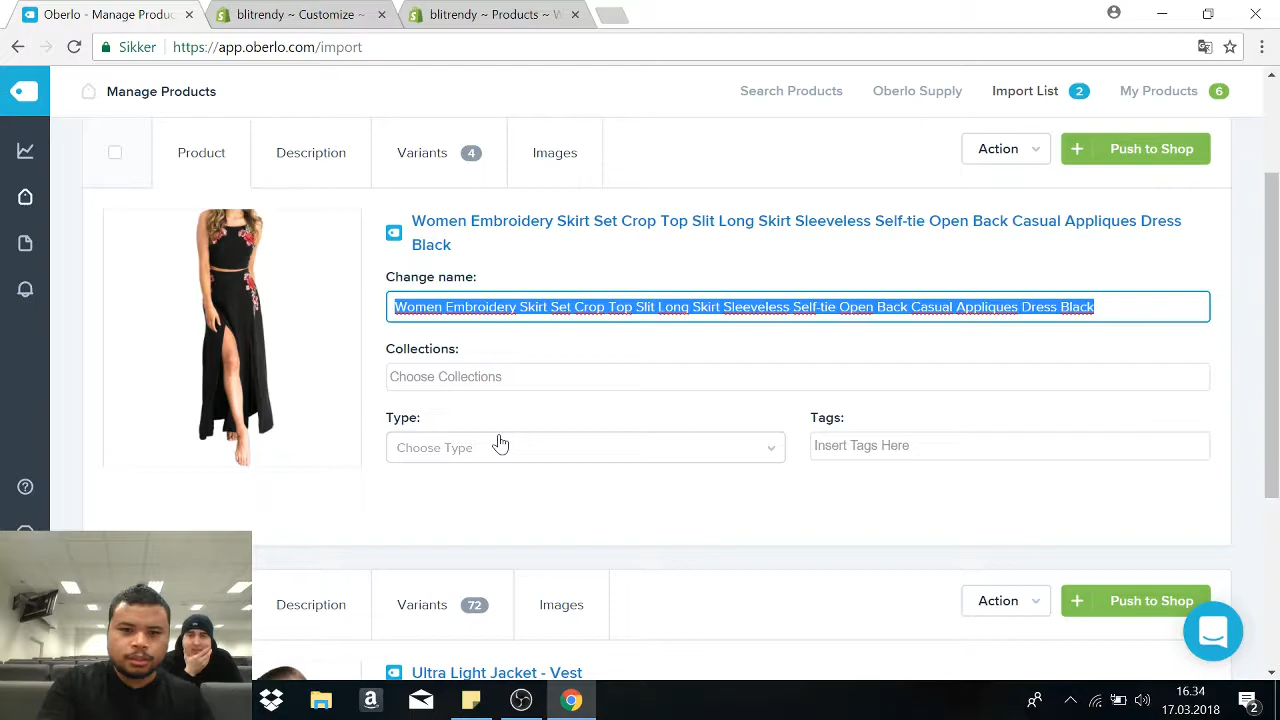 Oberlo - Manage Products
blitrendy ~ Customize ~
blitrendy ~ Products ~
Sikker
https://app.oberlo.com/import
Manage Products
Search Products
Oberlo Supply
Import List 2
My Products 6
Product
Description
Variants 4
Images
Action
+ Push to Shop
Women Embroidery Skirt Set Crop Top Slit Long Skirt Sleeveless Self-tie Open Back Casual Appliques Dress
Black
Change name:
Women Embroidery Skirt Set Crop Top Slit Long Skirt Sleeveless Self-tie Open Back Casual Appliques Dress Black
Collections:
Choose Collections
Type:
Tags:
Choose Type
Insert Tags Here
Description
Variants 72
Images
Action
+ Push to Shop
Ultra Light Jacket - Vest
16.34
17.03.2018
2